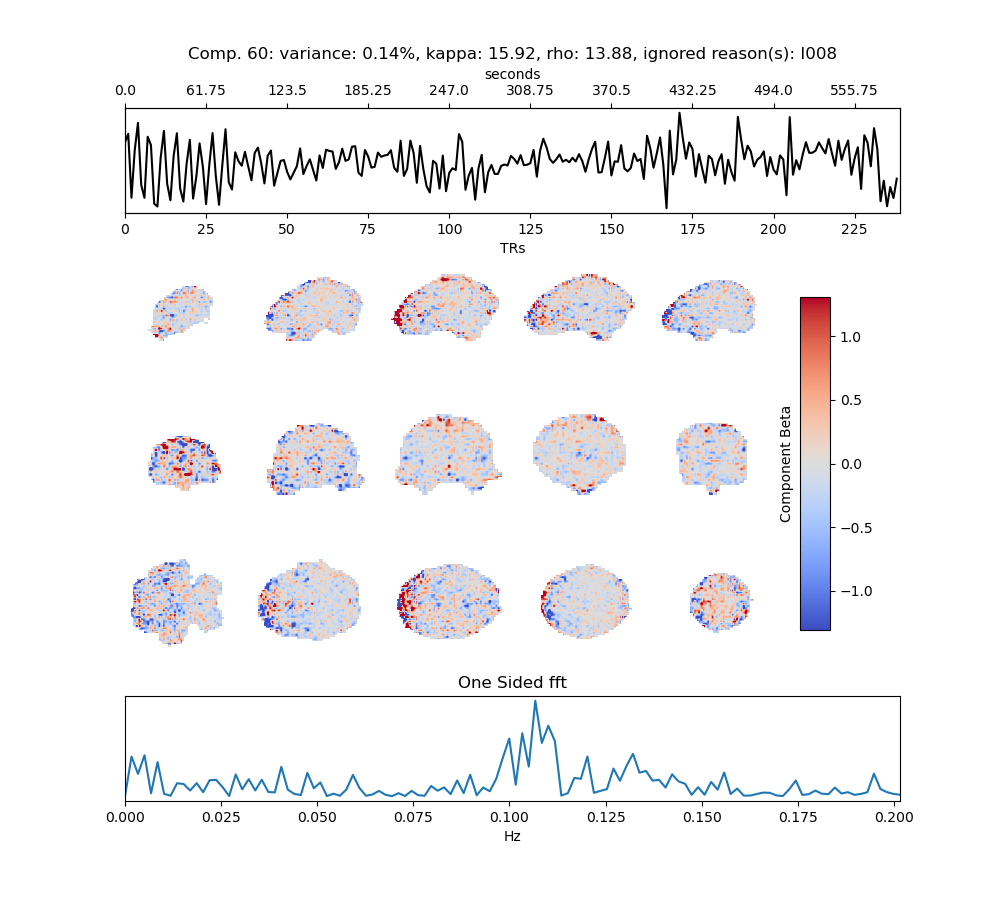 Comp. 60: variance: 0.14%, kappa: 15.92, rho: 13.88, ignored reason(s): I008
seconds
0.0 61.75 123.5 185.25 247.0 308.75 370.5 432.25 494.0 555.75
0 25 50 75 100 125 150 175 200 225
TRs
1.0
0.5
0.0
−0.5
−1.0
Component Beta
One Sided fft
0.000 0.025 0.050 0.075 0.100 0.125 0.150 0.175 0.200
Hz